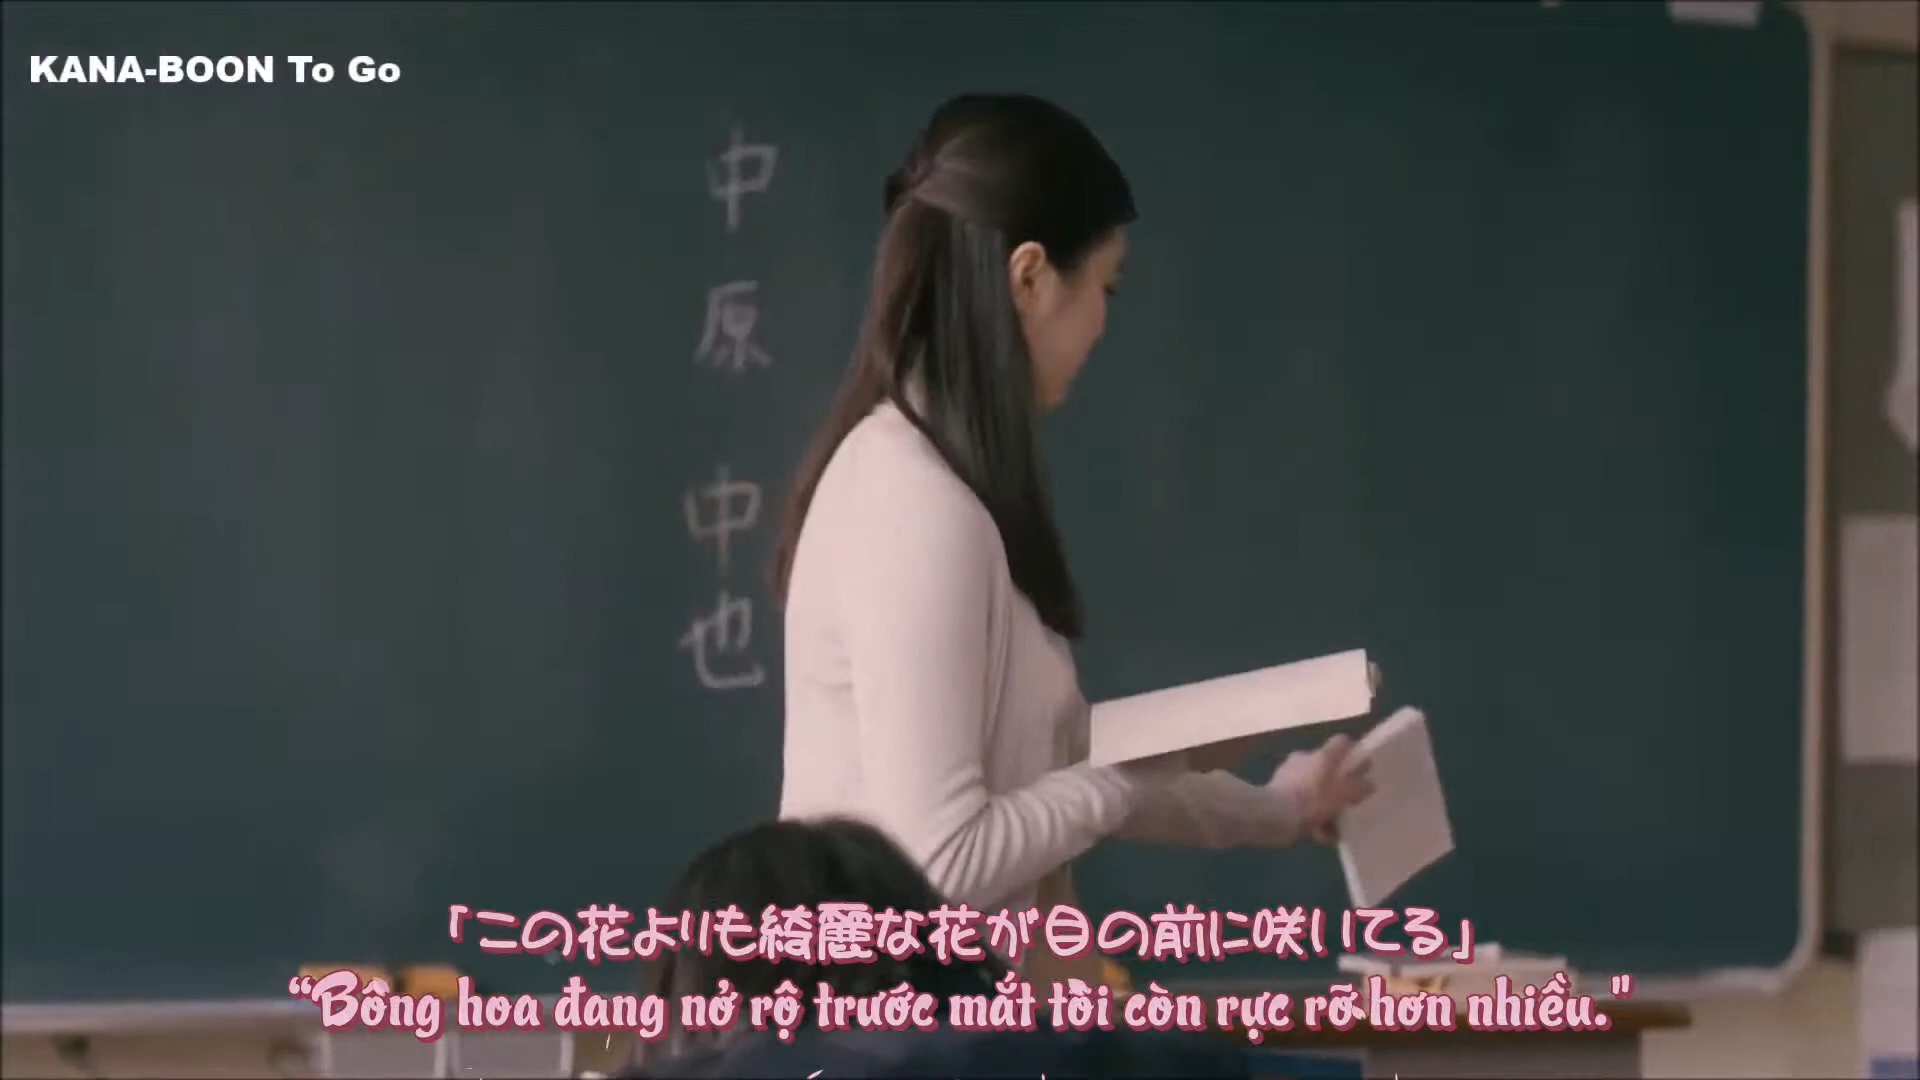 KANA-BOON To Go
中原中也
「この花よりも綺麗な花が目の前に咲いてる」
“Bông hoa đang nở rộ trước mắt tôi còn rực rỡ hơn nhiều."